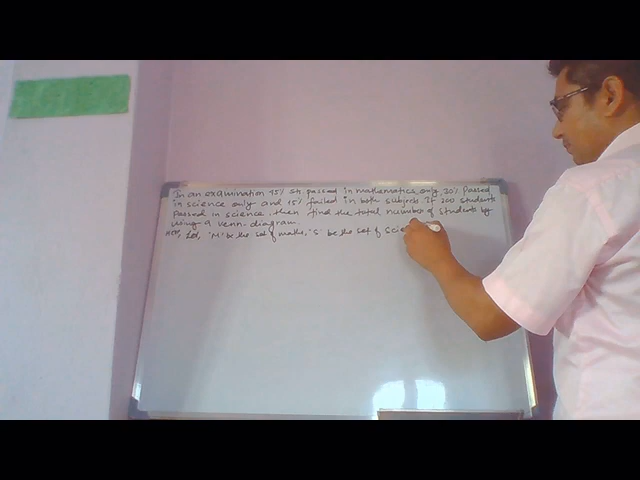 In an examination 45% st. passed in mathematics only, 30% passed
in science only and 15% failed in both subjects If 200 students
passed in science, then find the total number of students by
using a venn-diagram.
Let, 'M' be the set of maths, 'S' be the set of scie